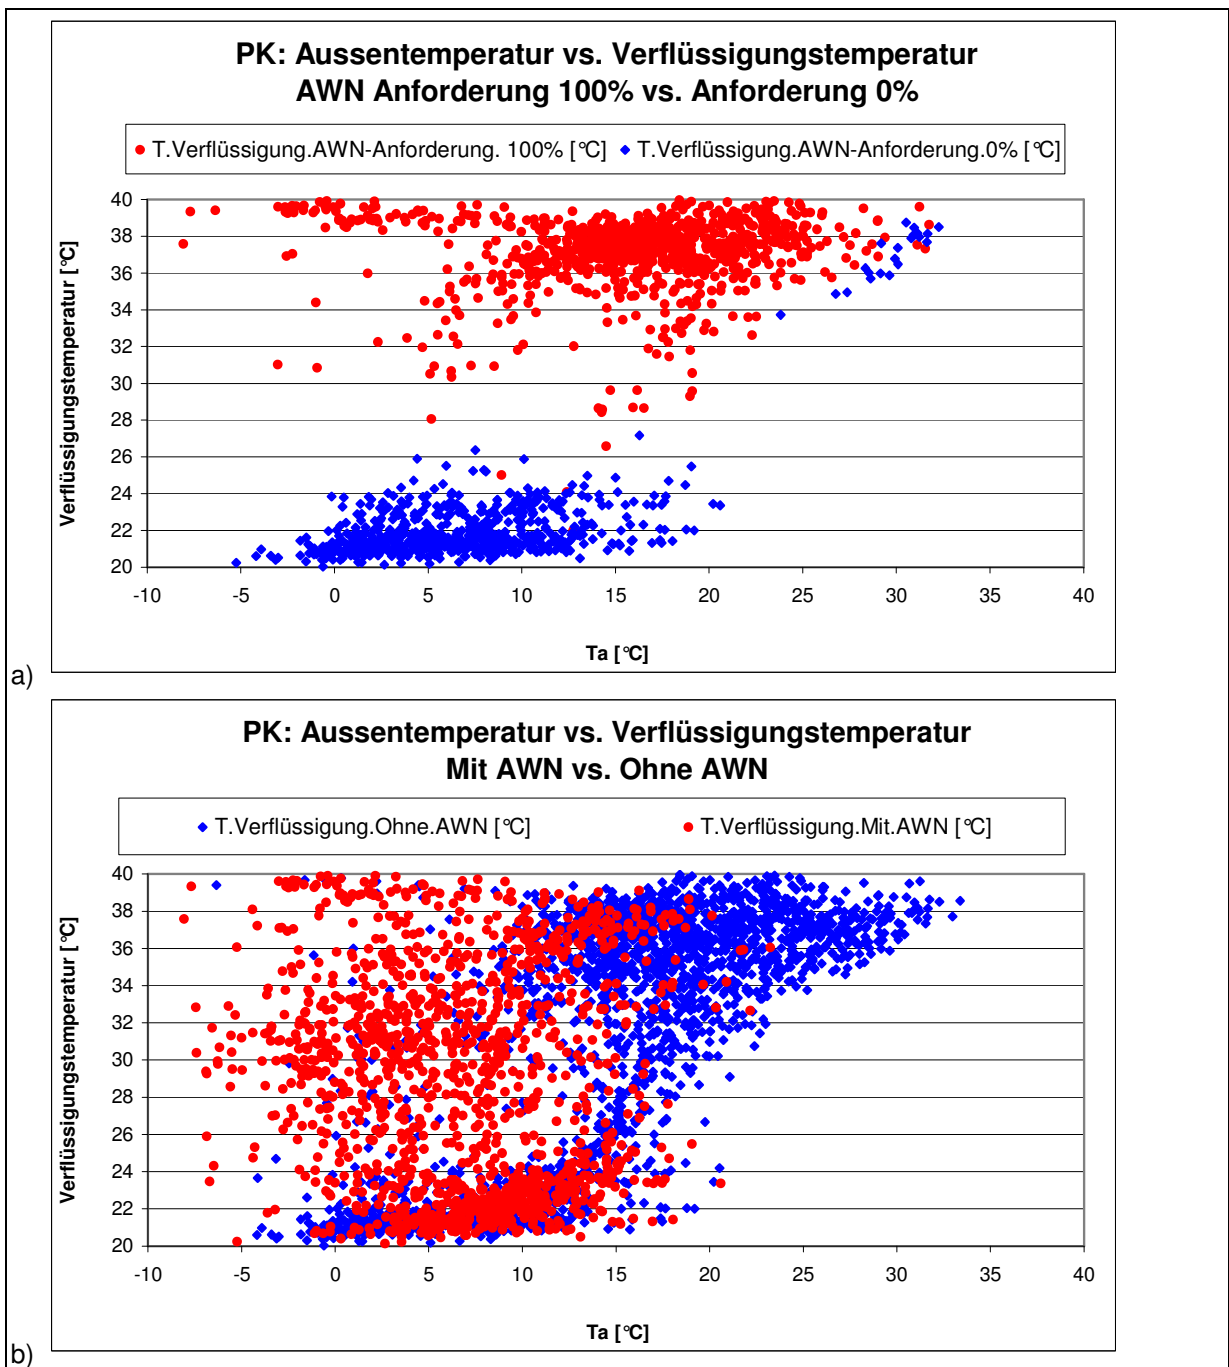 PK: Aussentemperatur vs. Verflüssigungstemperatur
AWN Anforderung 100% vs. Anforderung 0%
T.Verflüssigung.AWN-Anforderung. 100% [°C] T.Verflüssigung.AWN-Anforderung.0% [°C]
Verflüssigungstemperatur [°C]
40
38
36
34
32
30
28
26
24
22
20
-10 -5 0 5 10 15 20 25 30 35 40
Ta [°C]
a)
PK: Aussentemperatur vs. Verflüssigungstemperatur
Mit AWN vs. Ohne AWN
T.Verflüssigung.Ohne.AWN [°C] T.Verflüssigung.Mit.AWN [°C]
Verflüssigungstemperatur [°C]
40
38
36
34
32
30
28
26
24
22
20
-10 -5 0 5 10 15 20 25 30 35 40
Ta [°C]
b)